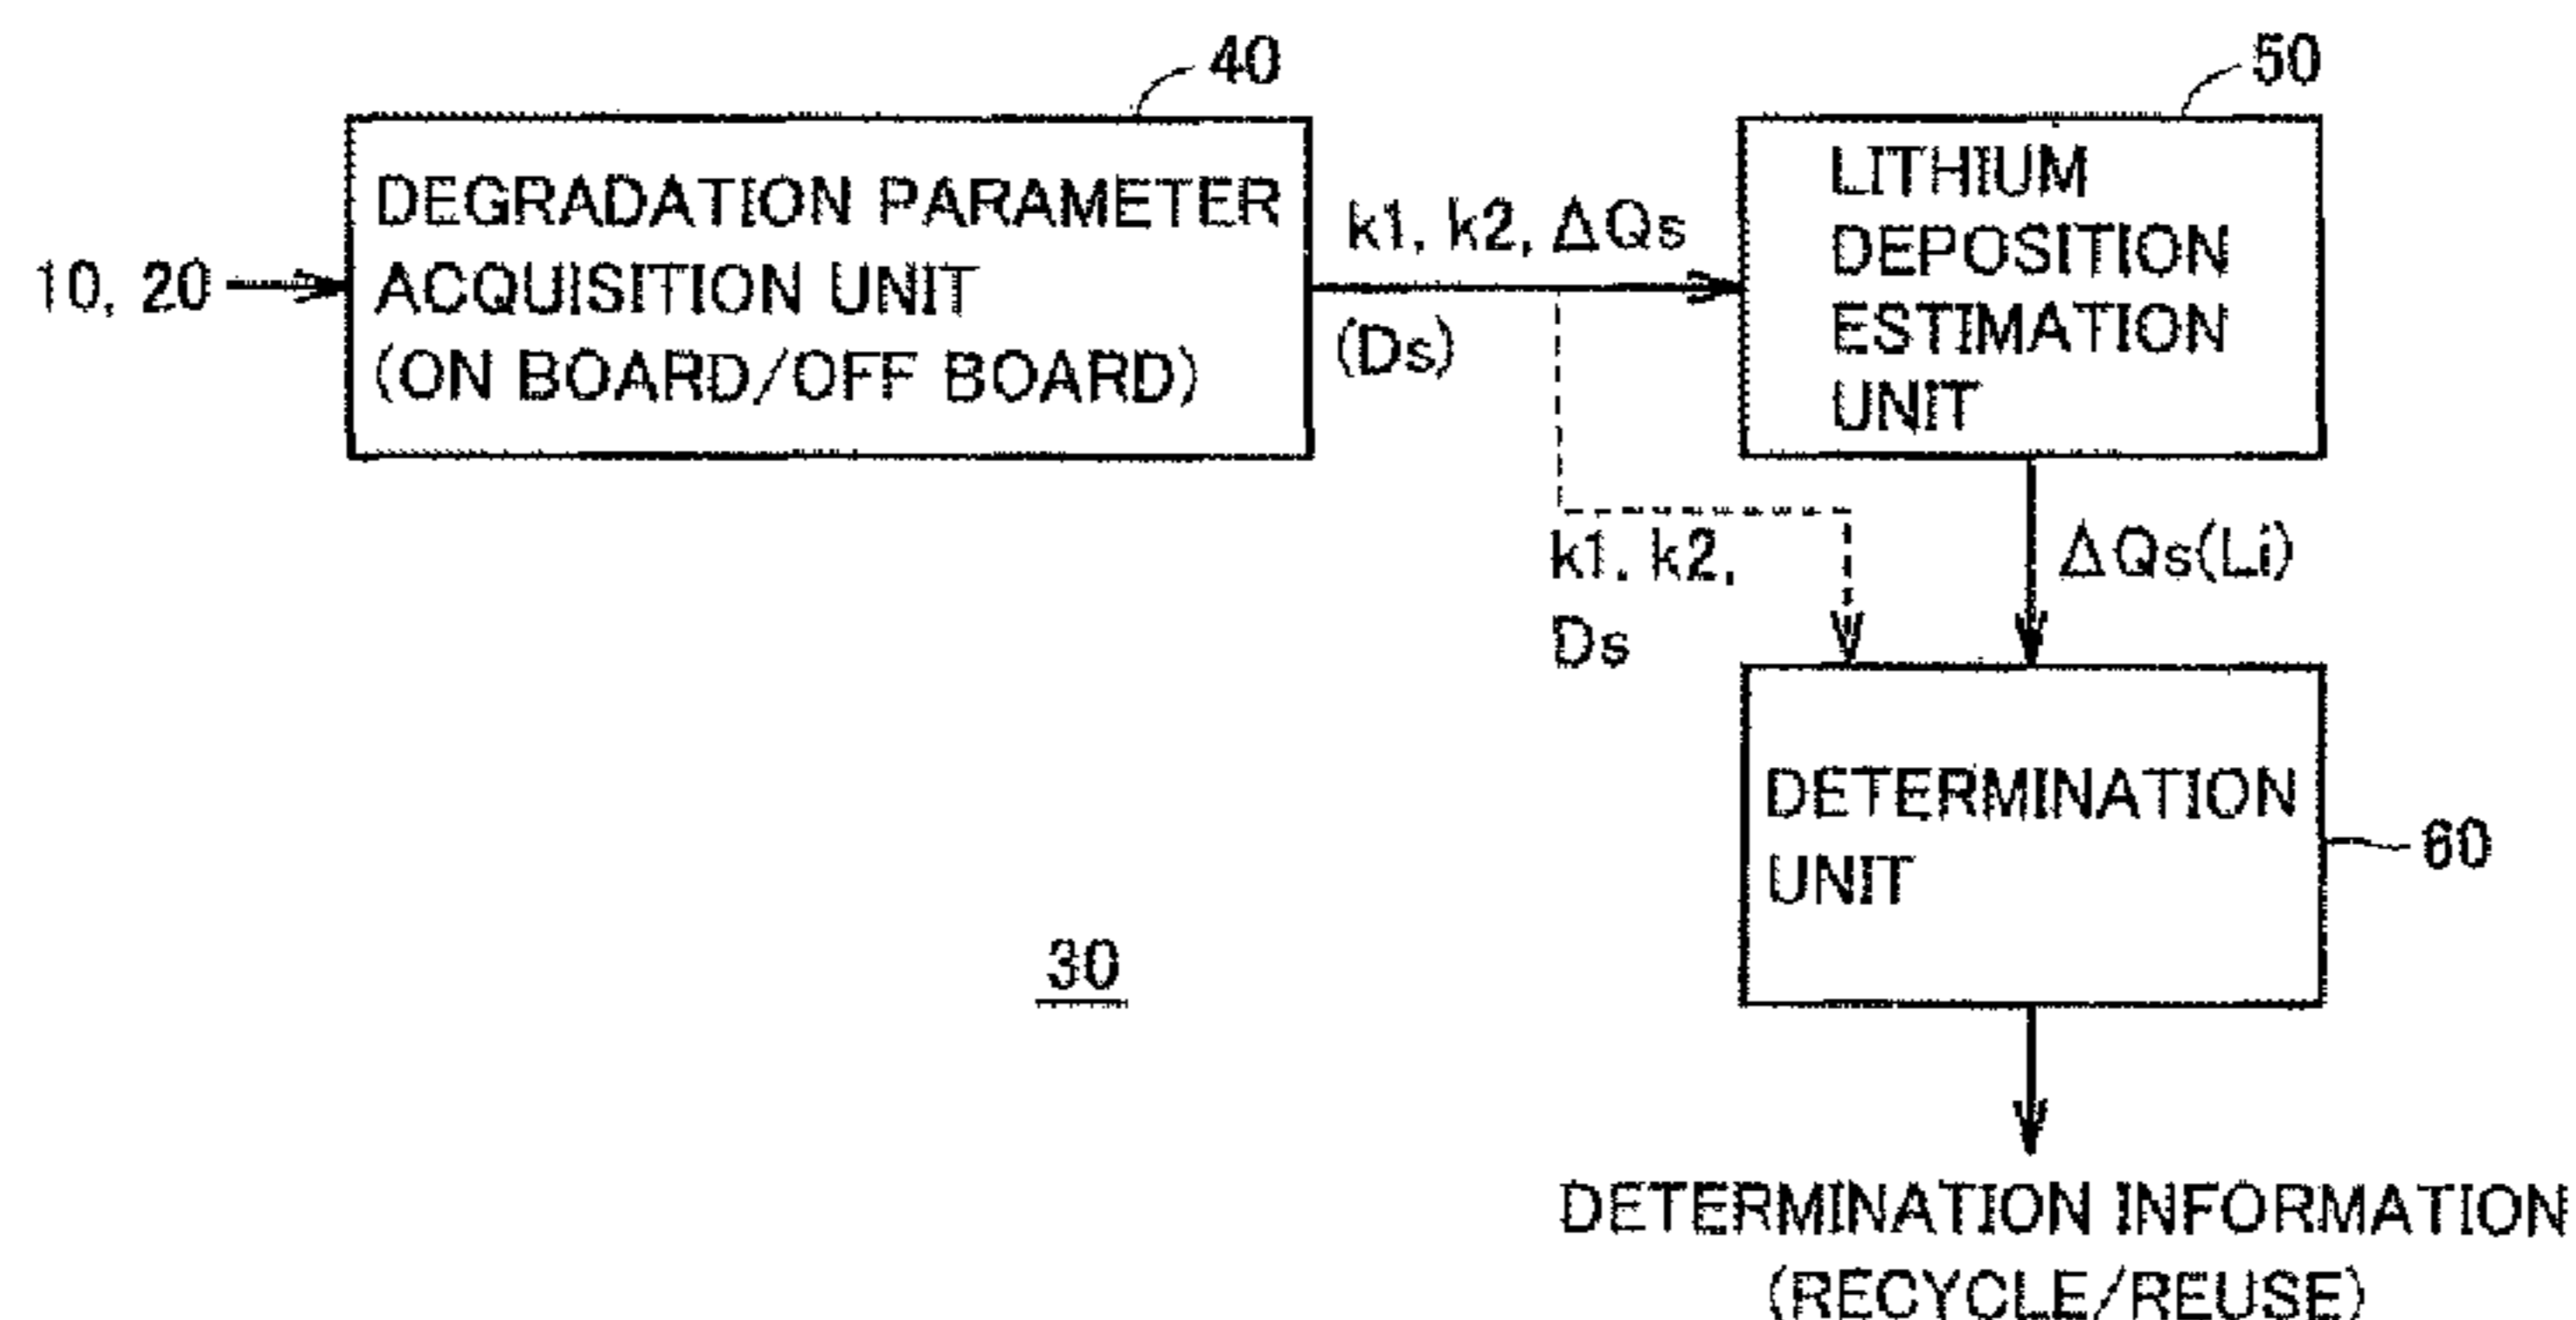 40
50
10, 20
DEGRADATION PARAMETER
ACQUISITION UNIT
(ON BOARD/OFF BOARD)
k1, k2, ΔQs
(Ds)
LITHIUM
DEPOSITION
ESTIMATION
UNIT
k1, k2,
Ds
ΔQs(Li)
DETERMINATION
UNIT
60
30
DETERMINATION INFORMATION
(RECYCLE/REUSE)